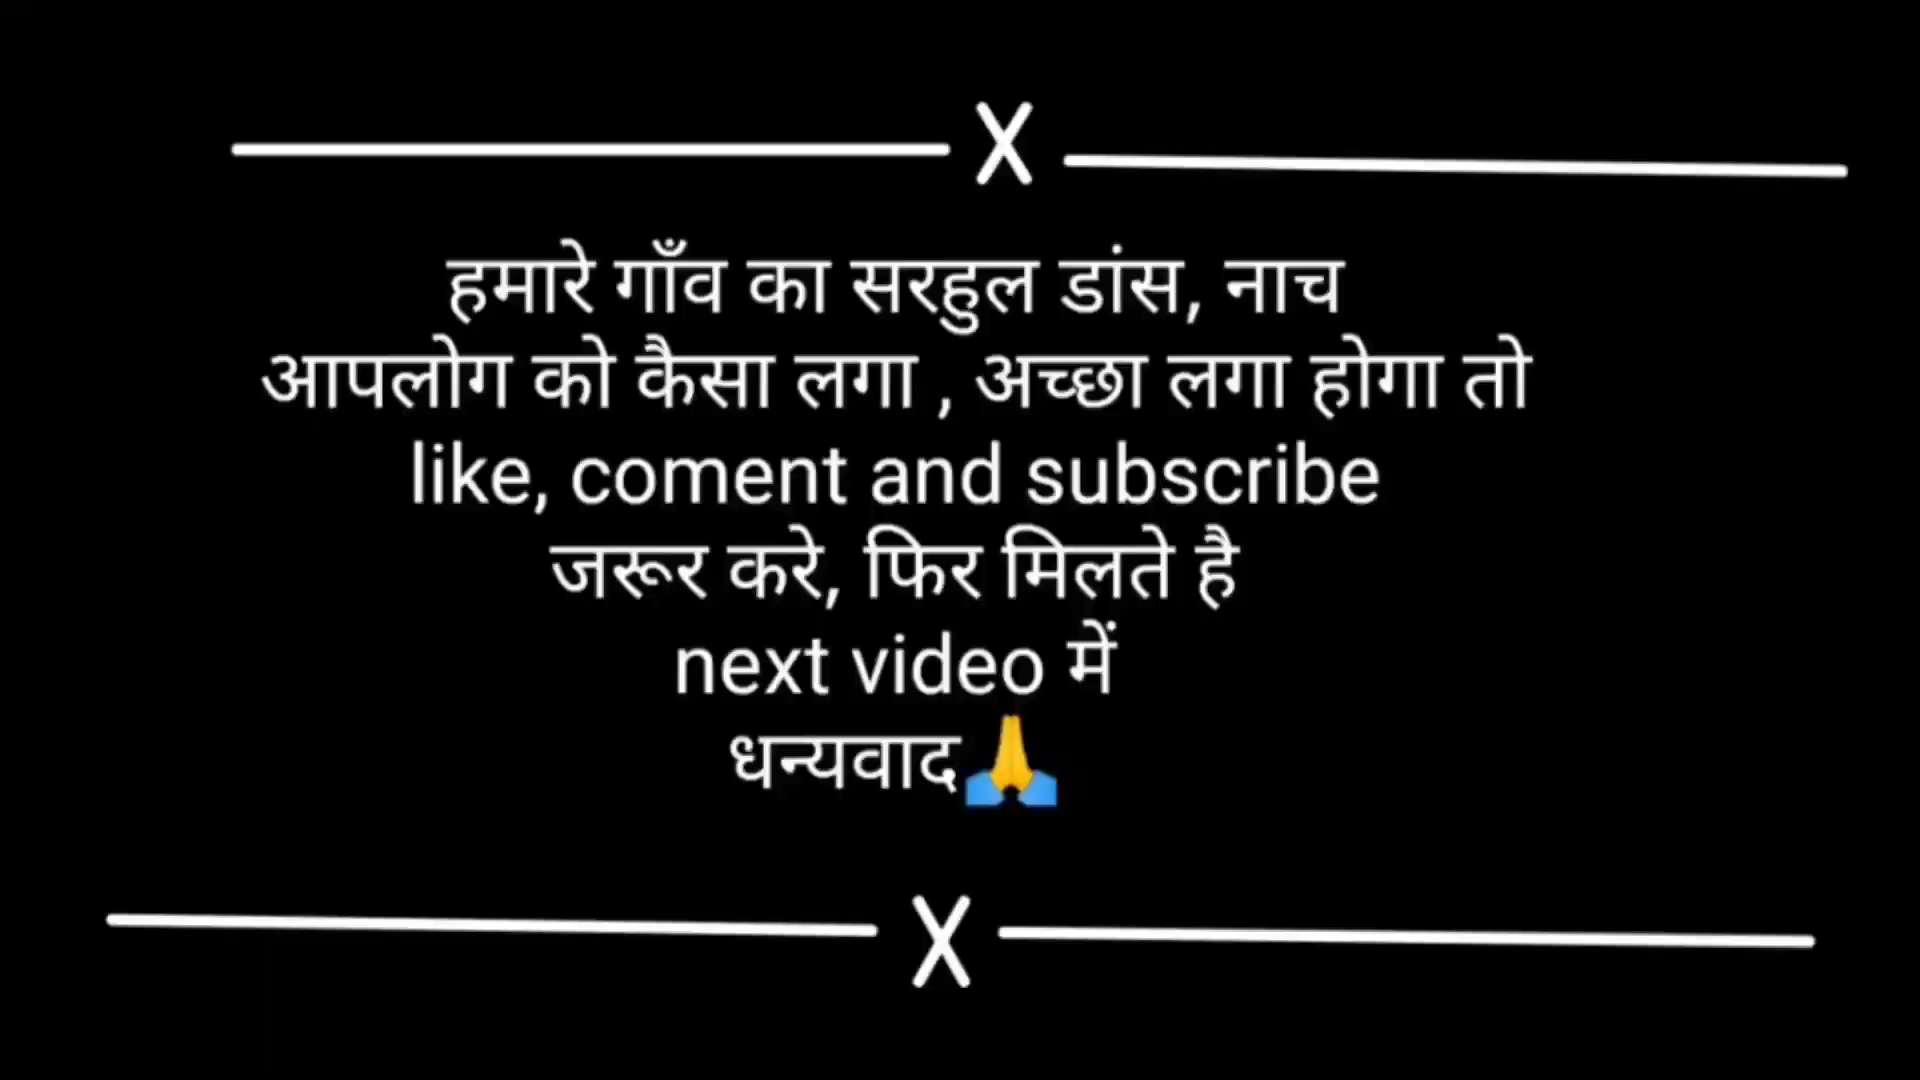 X
हमारे गाँव का सरहुल डांस, नाच
आपलोग को कैसा लगा , अच्छा लगा होगा तो
like, coment and subscribe
जरूर करे, फिर मिलते है
next video में
धन्यवाद🙏
X